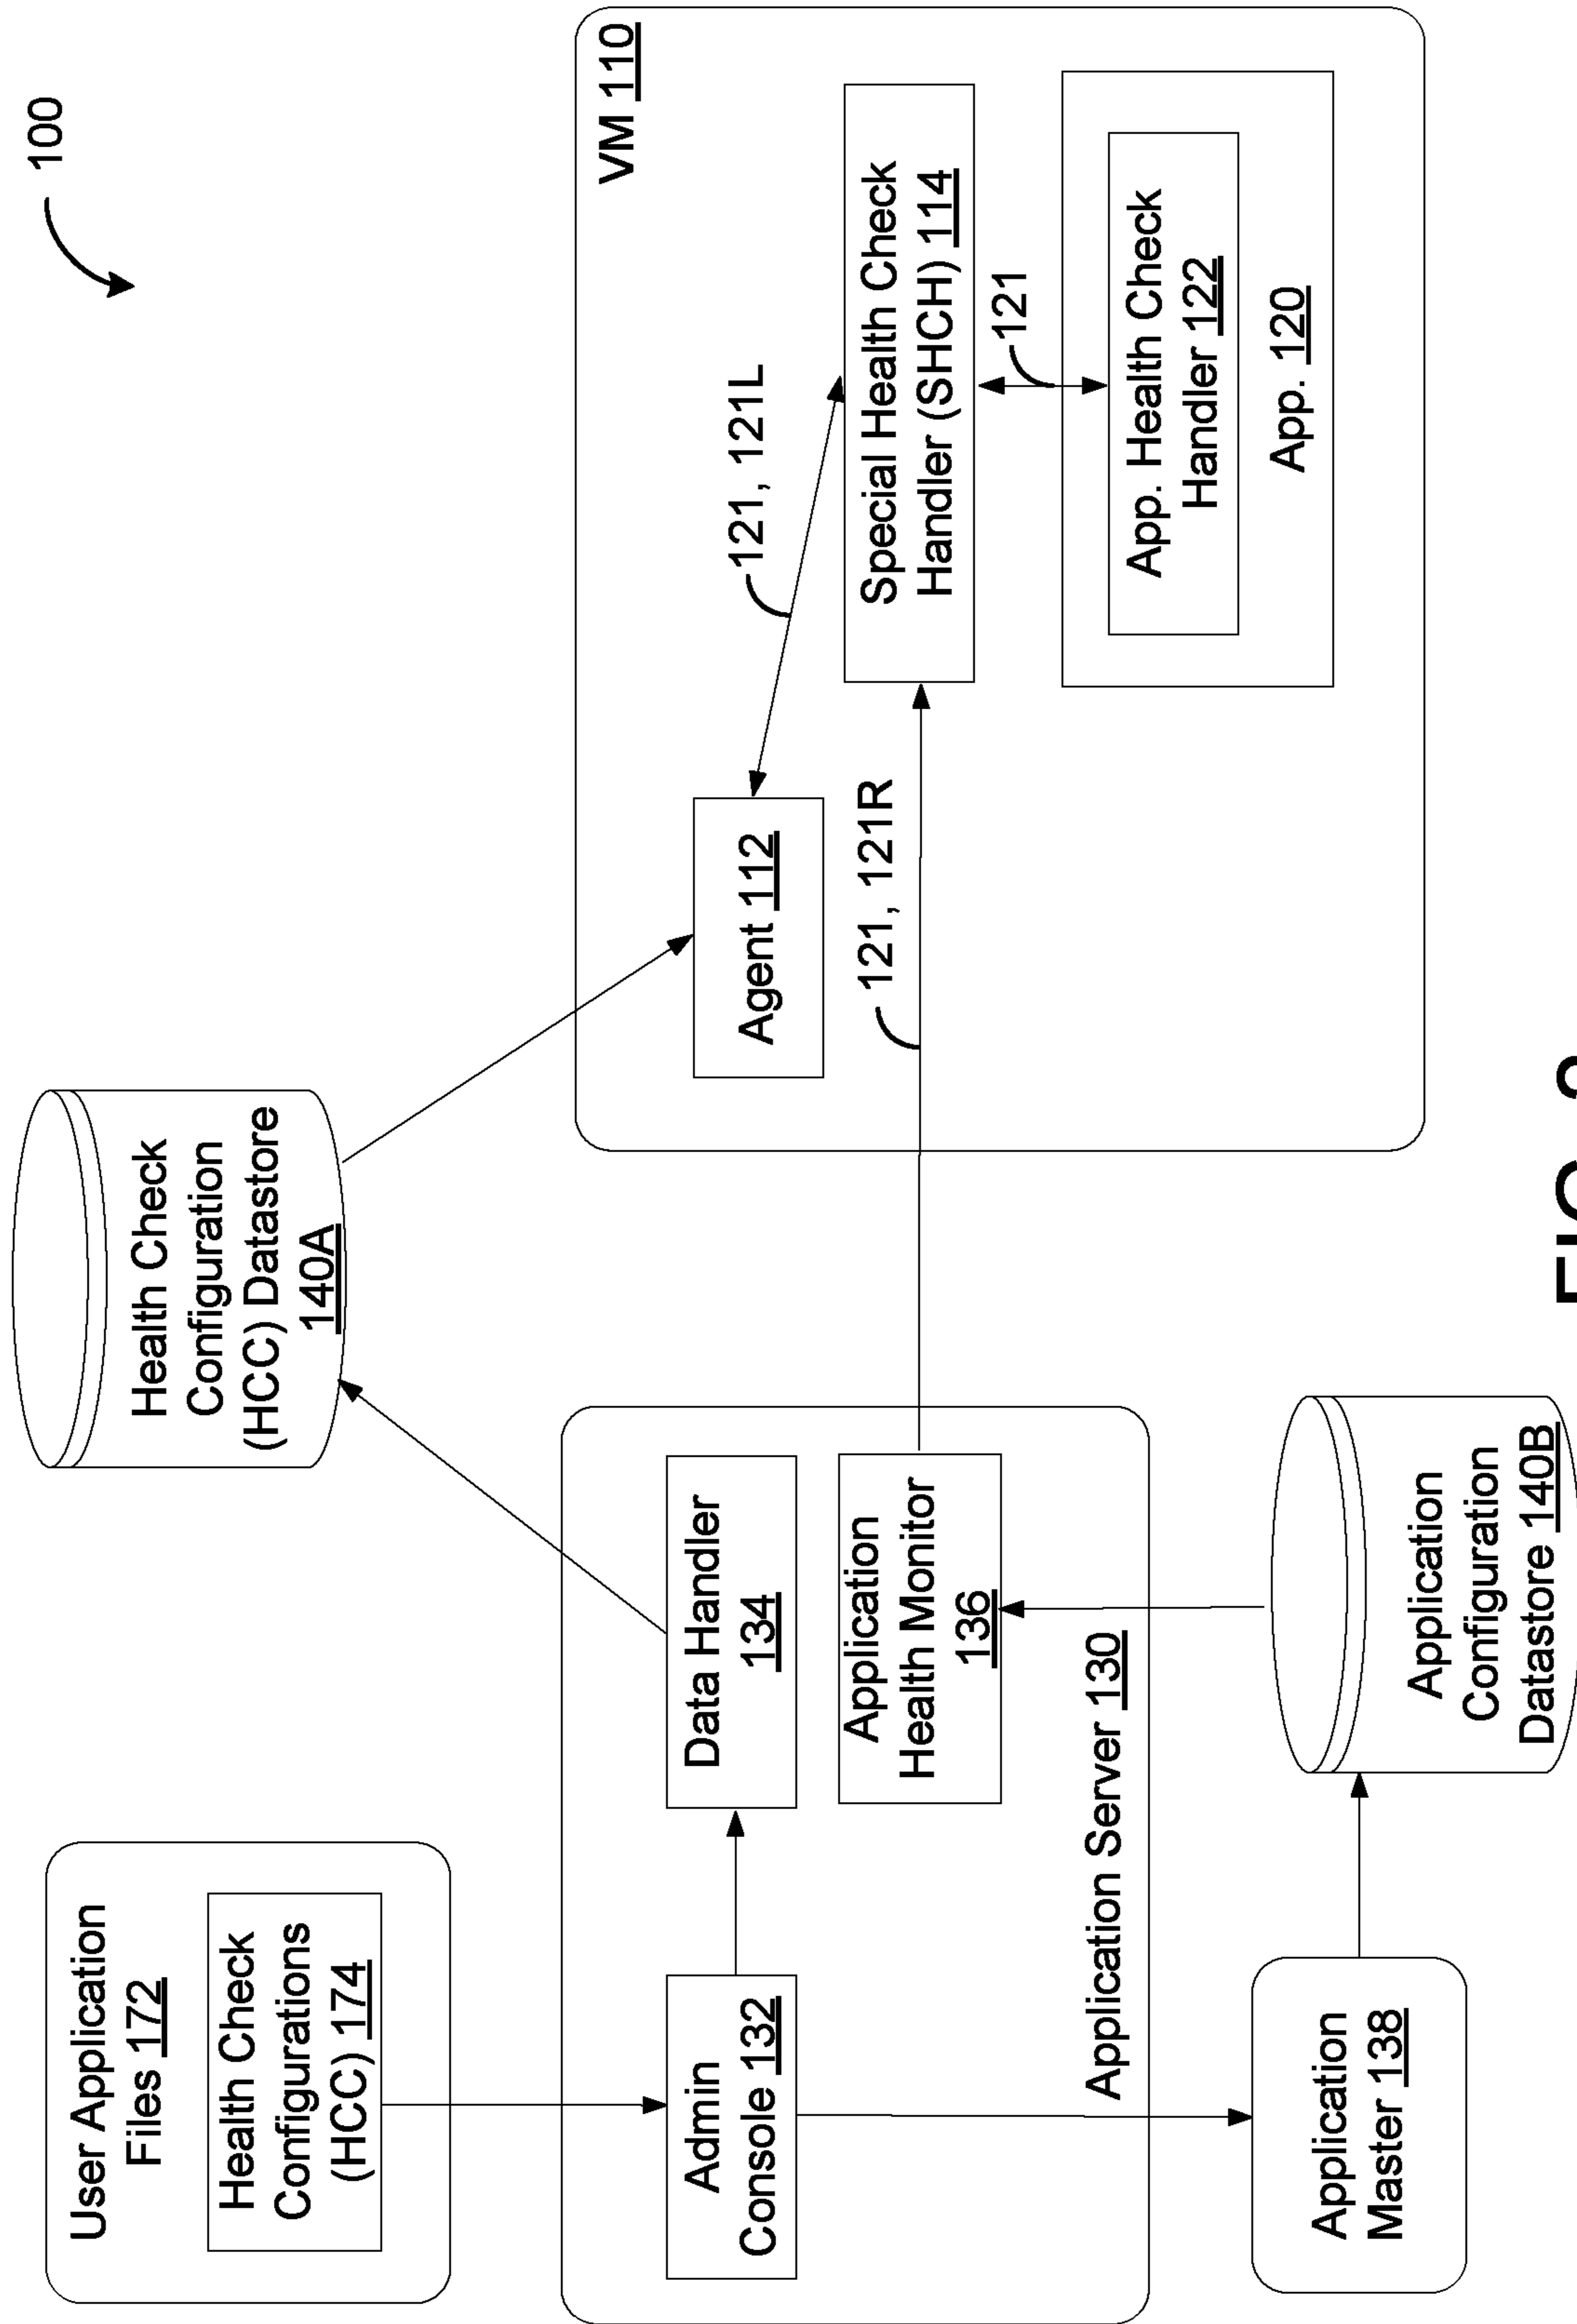 100
User Application
Files 172
Health Check
Configurations
(HCC) 174
Health Check
Configuration
(HCC) Datastore
140A
Admin
Console 132
Data Handler
134
Application
Health Monitor
136
Application Server 130
Application
Master 138
Application
Configuration
Datastore 140B
VM 110
Agent 112
121, 121L
121, 121R
Special Health Check
Handler (SHCH) 114
121
App. Health Check
Handler 122
App. 120
FIG.